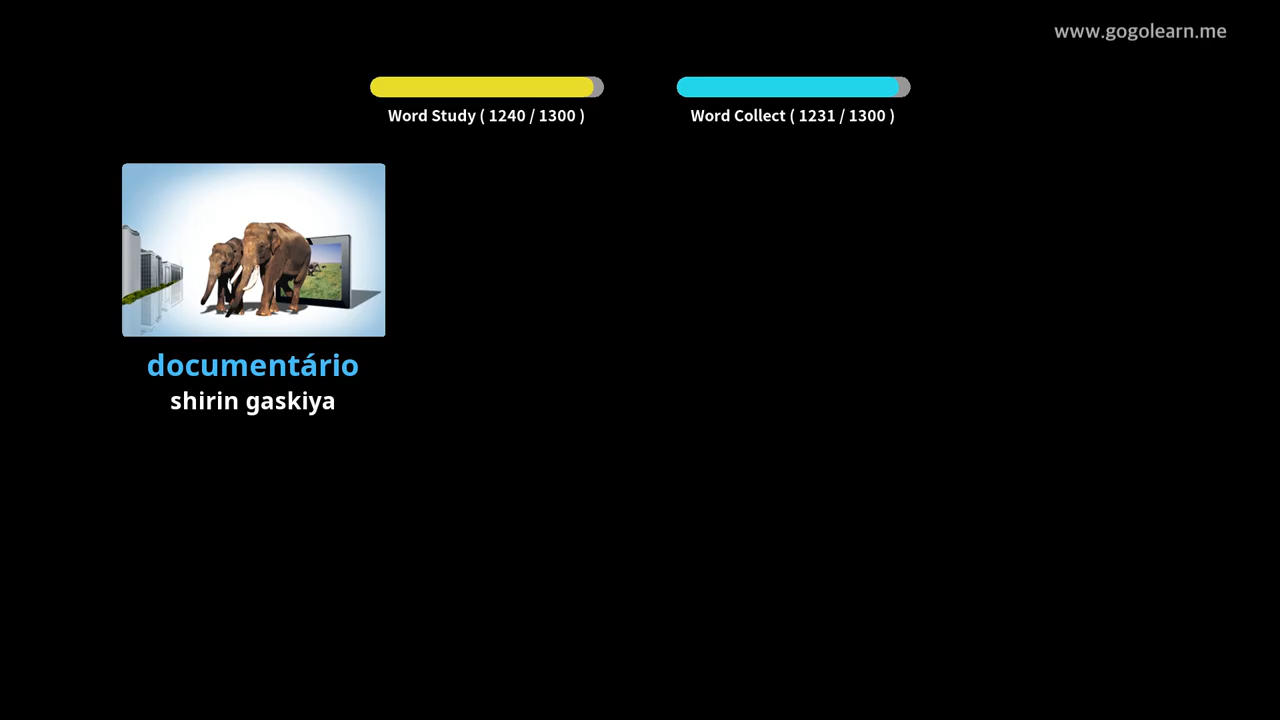 www.gogolearn.me
Word Study ( 1240 / 1300 )
Word Collect ( 1231 / 1300 )
documentário
shirin gaskiya